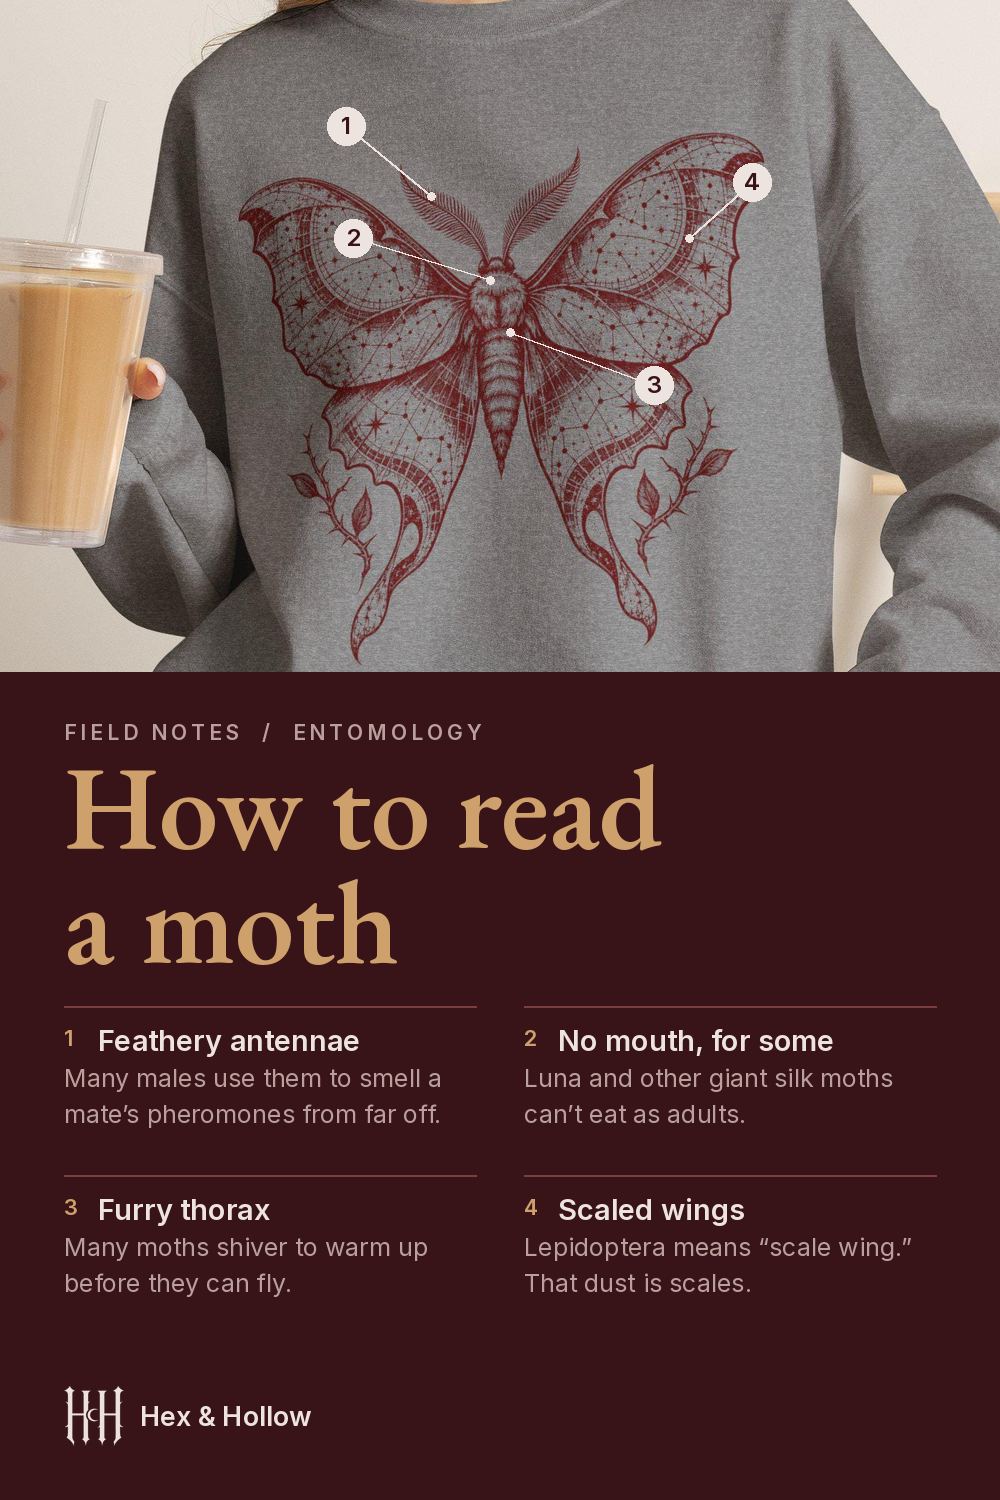 1
4
2
3
FIELD NOTES / ENTOMOLOGY
How to read
a moth
1 Feathery antennae
Many males use them to smell a
mate’s pheromones from far off.
2 No mouth, for some
Luna and other giant silk moths
can’t eat as adults.
3 Furry thorax
Many moths shiver to warm up
before they can fly.
4 Scaled wings
Lepidoptera means “scale wing.”
That dust is scales.
HH Hex & Hollow